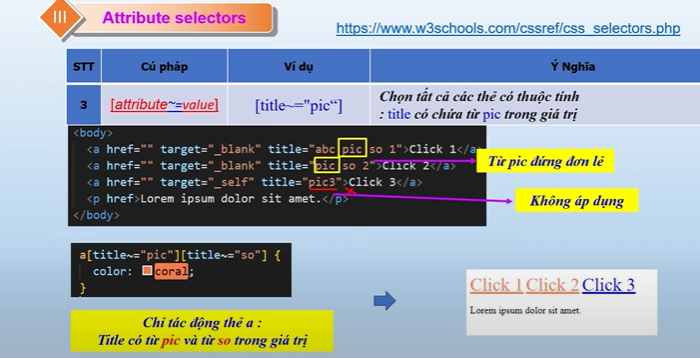 III
Attribute selectors
https://www.w3schools.com/cssref/css_selectors.php
STT Cú pháp Ví dụ Ý Nghĩa
3 [attribute~=value] [title~="pic“] Chọn tất cả các thẻ có thuộc tính
: title có chứa từ pic trong giá trị
<body>
<a href="" target="_blank" title="abc pic so 1">Click 1</a>
<a href="" target="_blank" title="pic so 2">Click 2</a>
<a href="" target="_self" title="pic3">Click 3</a>
<p href>Lorem ipsum dolor sit amet.</p>
</body>
Từ pic đứng đơn lẻ
Không áp dụng
a[title~="pic"][title~="so"] {
color: coral;
}
Click 1 Click 2 Click 3
Lorem ipsum dolor sit amet.
Chỉ tác động thẻ a :
Title có từ pic và từ so trong giá trị